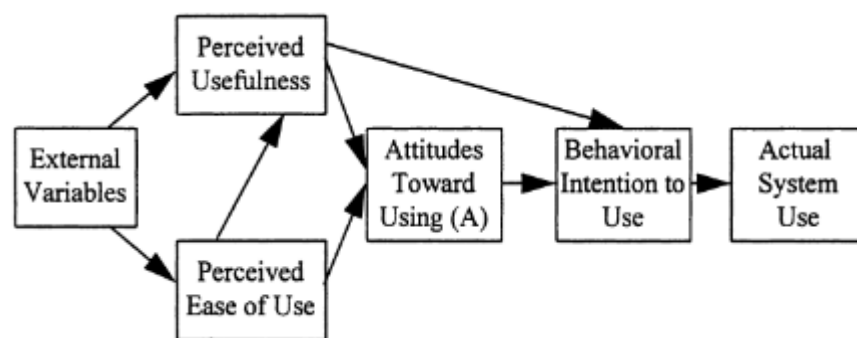 Perceived
Usefulness
External
Variables
Attitudes
Toward
Using (A)
Behavioral
Intention to
Use
Actual
System
Use
Perceived
Ease of Use